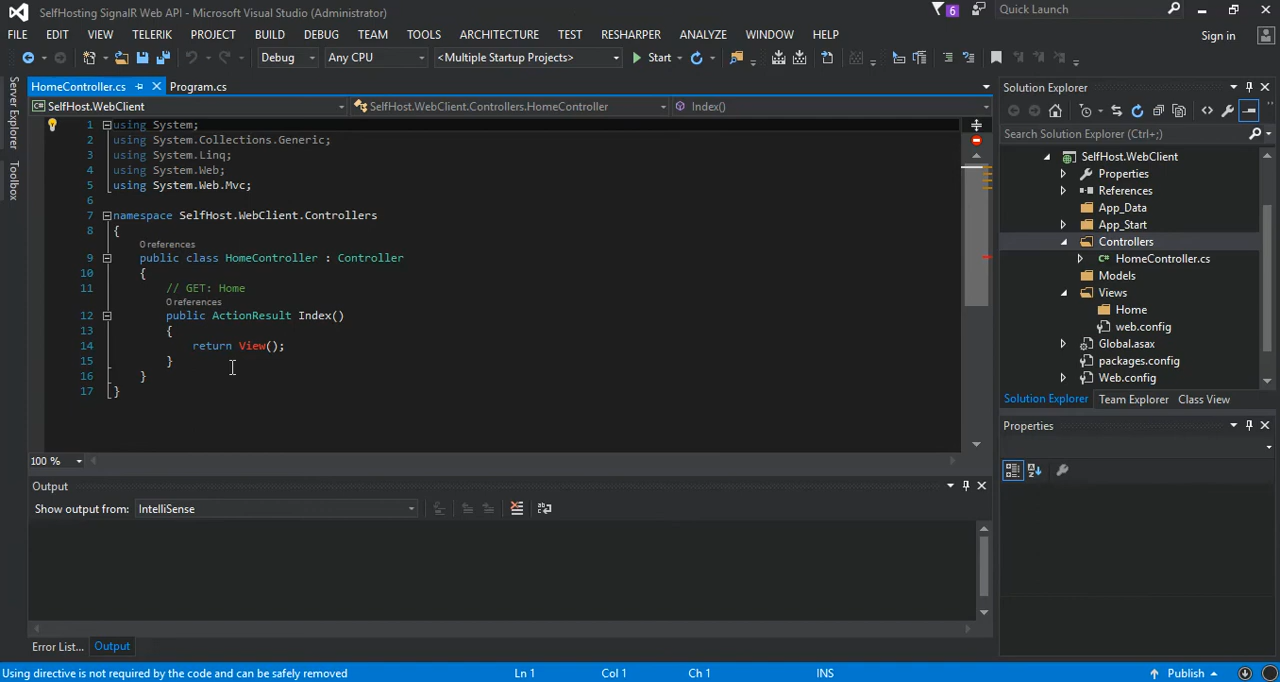 SelfHosting SignalR Web API - Microsoft Visual Studio (Administrator)
6
Quick Launch
FILE EDIT VIEW TELERIK PROJECT BUILD DEBUG TEAM TOOLS ARCHITECTURE TEST RESHARPER ANALYZE WINDOW HELP
Sign in
Debug Any CPU <Multiple Startup Projects> Start
Server Explorer
Toolbox
HomeController.cs Program.cs
SelfHost.WebClient SelfHost.WebClient.Controllers.HomeController Index()
1 using System;
2 using System.Collections.Generic;
3 using System.Linq;
4 using System.Web;
5 using System.Web.Mvc;
6
7 namespace SelfHost.WebClient.Controllers
8 {
0 references
9 public class HomeController : Controller
10 {
11 // GET: Home
0 references
12 public ActionResult Index()
13 {
14 return View();
15 }
16 }
17 }
100 %
Output
Show output from: IntelliSense
Error List... Output
Solution Explorer
Search Solution Explorer (Ctrl+;)
SelfHost.WebClient
Properties
References
App_Data
App_Start
Controllers
C# HomeController.cs
Models
Views
Home
web.config
Global.asax
packages.config
Web.config
Solution Explorer Team Explorer Class View
Properties
Using directive is not required by the code and can be safely removed Ln 1 Col 1 Ch 1 INS Publish